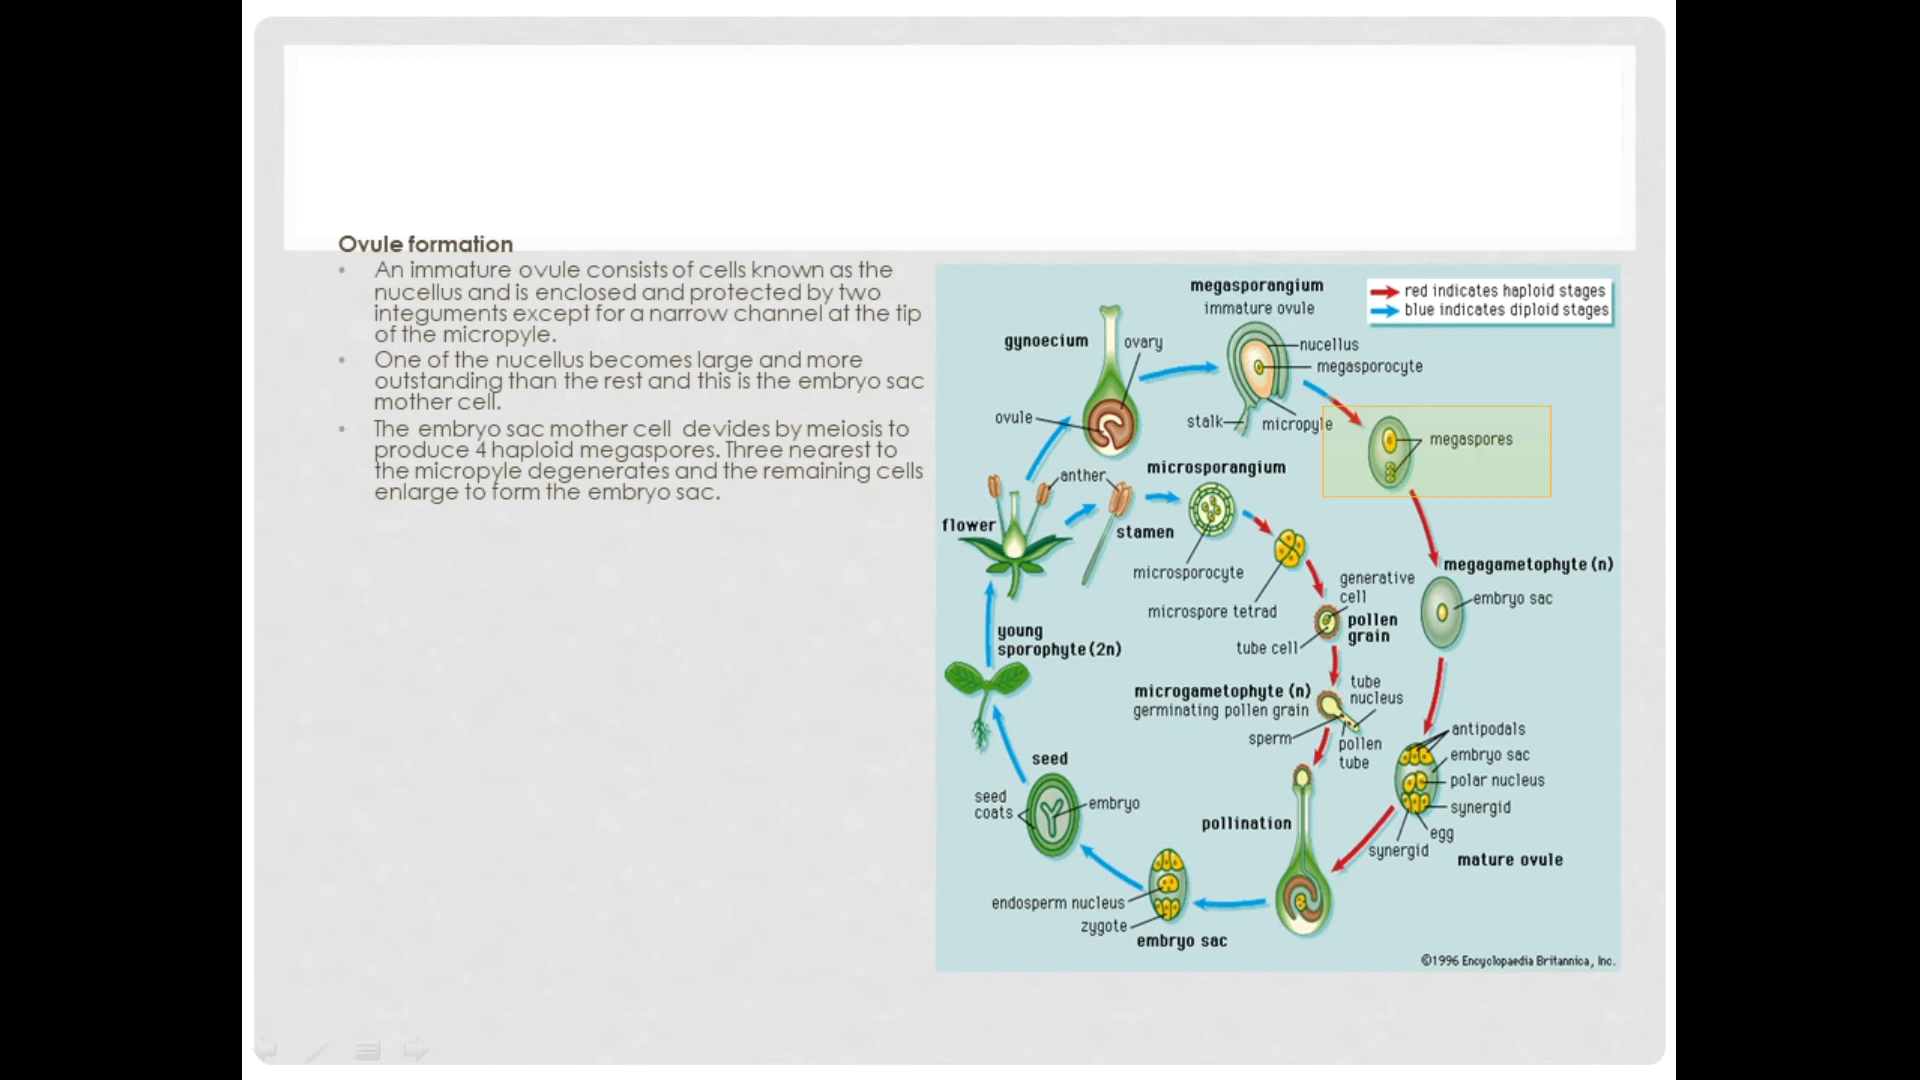 Ovule formation
• An immature ovule consists of cells known as the
nucellus and is enclosed and protected by two
integuments except for a narrow channel at the tip
of the micropyle.
• One of the nucellus becomes large and more
outstanding than the rest and this is the embryo sac
mother cell.
• The embryo sac mother cell devides by meiosis to
produce 4 haploid megaspores. Three nearest to
the micropyle degenerates and the remaining cells
enlarge to form the embryo sac.
megasporangium
immature ovule
red indicates haploid stages
blue indicates diploid stages
gynoecium
ovary
nucellus
megasporocyte
ovule
stalk
micropyle
megaspores
anther
microsporangium
flower
stamen
microsporocyte
microspore tetrad
generative
cell
pollen
grain
tube cell
megagametophyte (n)
embryo sac
young
sporophyte (2n)
microgametophyte (n)
germinating pollen grain
tube
nucleus
sperm
pollen
tube
antipodals
embryo sac
polar nucleus
synergid
egg
synergid
mature ovule
seed
seed
coats
embryo
pollination
endosperm nucleus
zygote
embryo sac
©1996 Encyclopaedia Britannica, Inc.